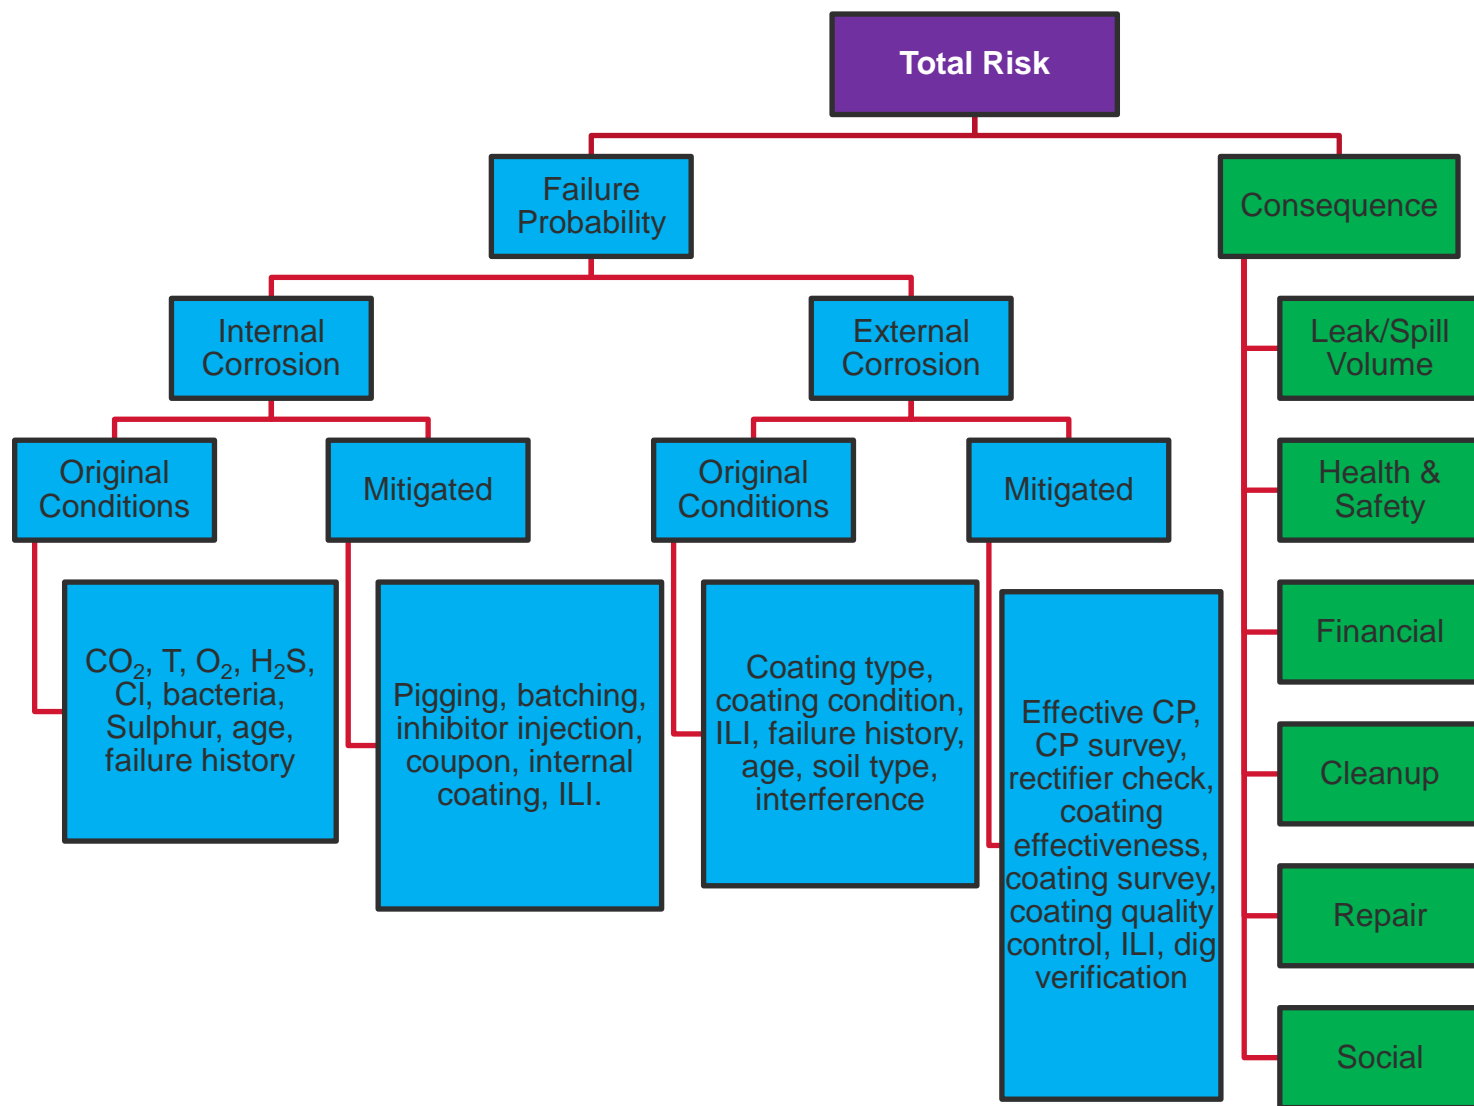 Total Risk
Failure
Probability
Consequence
Internal
Corrosion
External
Corrosion
Leak/Spill
Volume
Original
Conditions
Mitigated
Original
Conditions
Mitigated
Health &
Safety
CO₂, T, O₂, H₂S,
Cl, bacteria,
Sulphur, age,
failure history
Pigging, batching,
inhibitor injection,
coupon, internal
coating, ILI.
Coating type,
coating condition,
ILI, failure history,
age, soil type,
interference
Effective CP,
CP survey,
rectifier check,
coating
effectiveness,
coating survey,
coating quality
control, ILI, dig
verification
Financial
Cleanup
Repair
Social